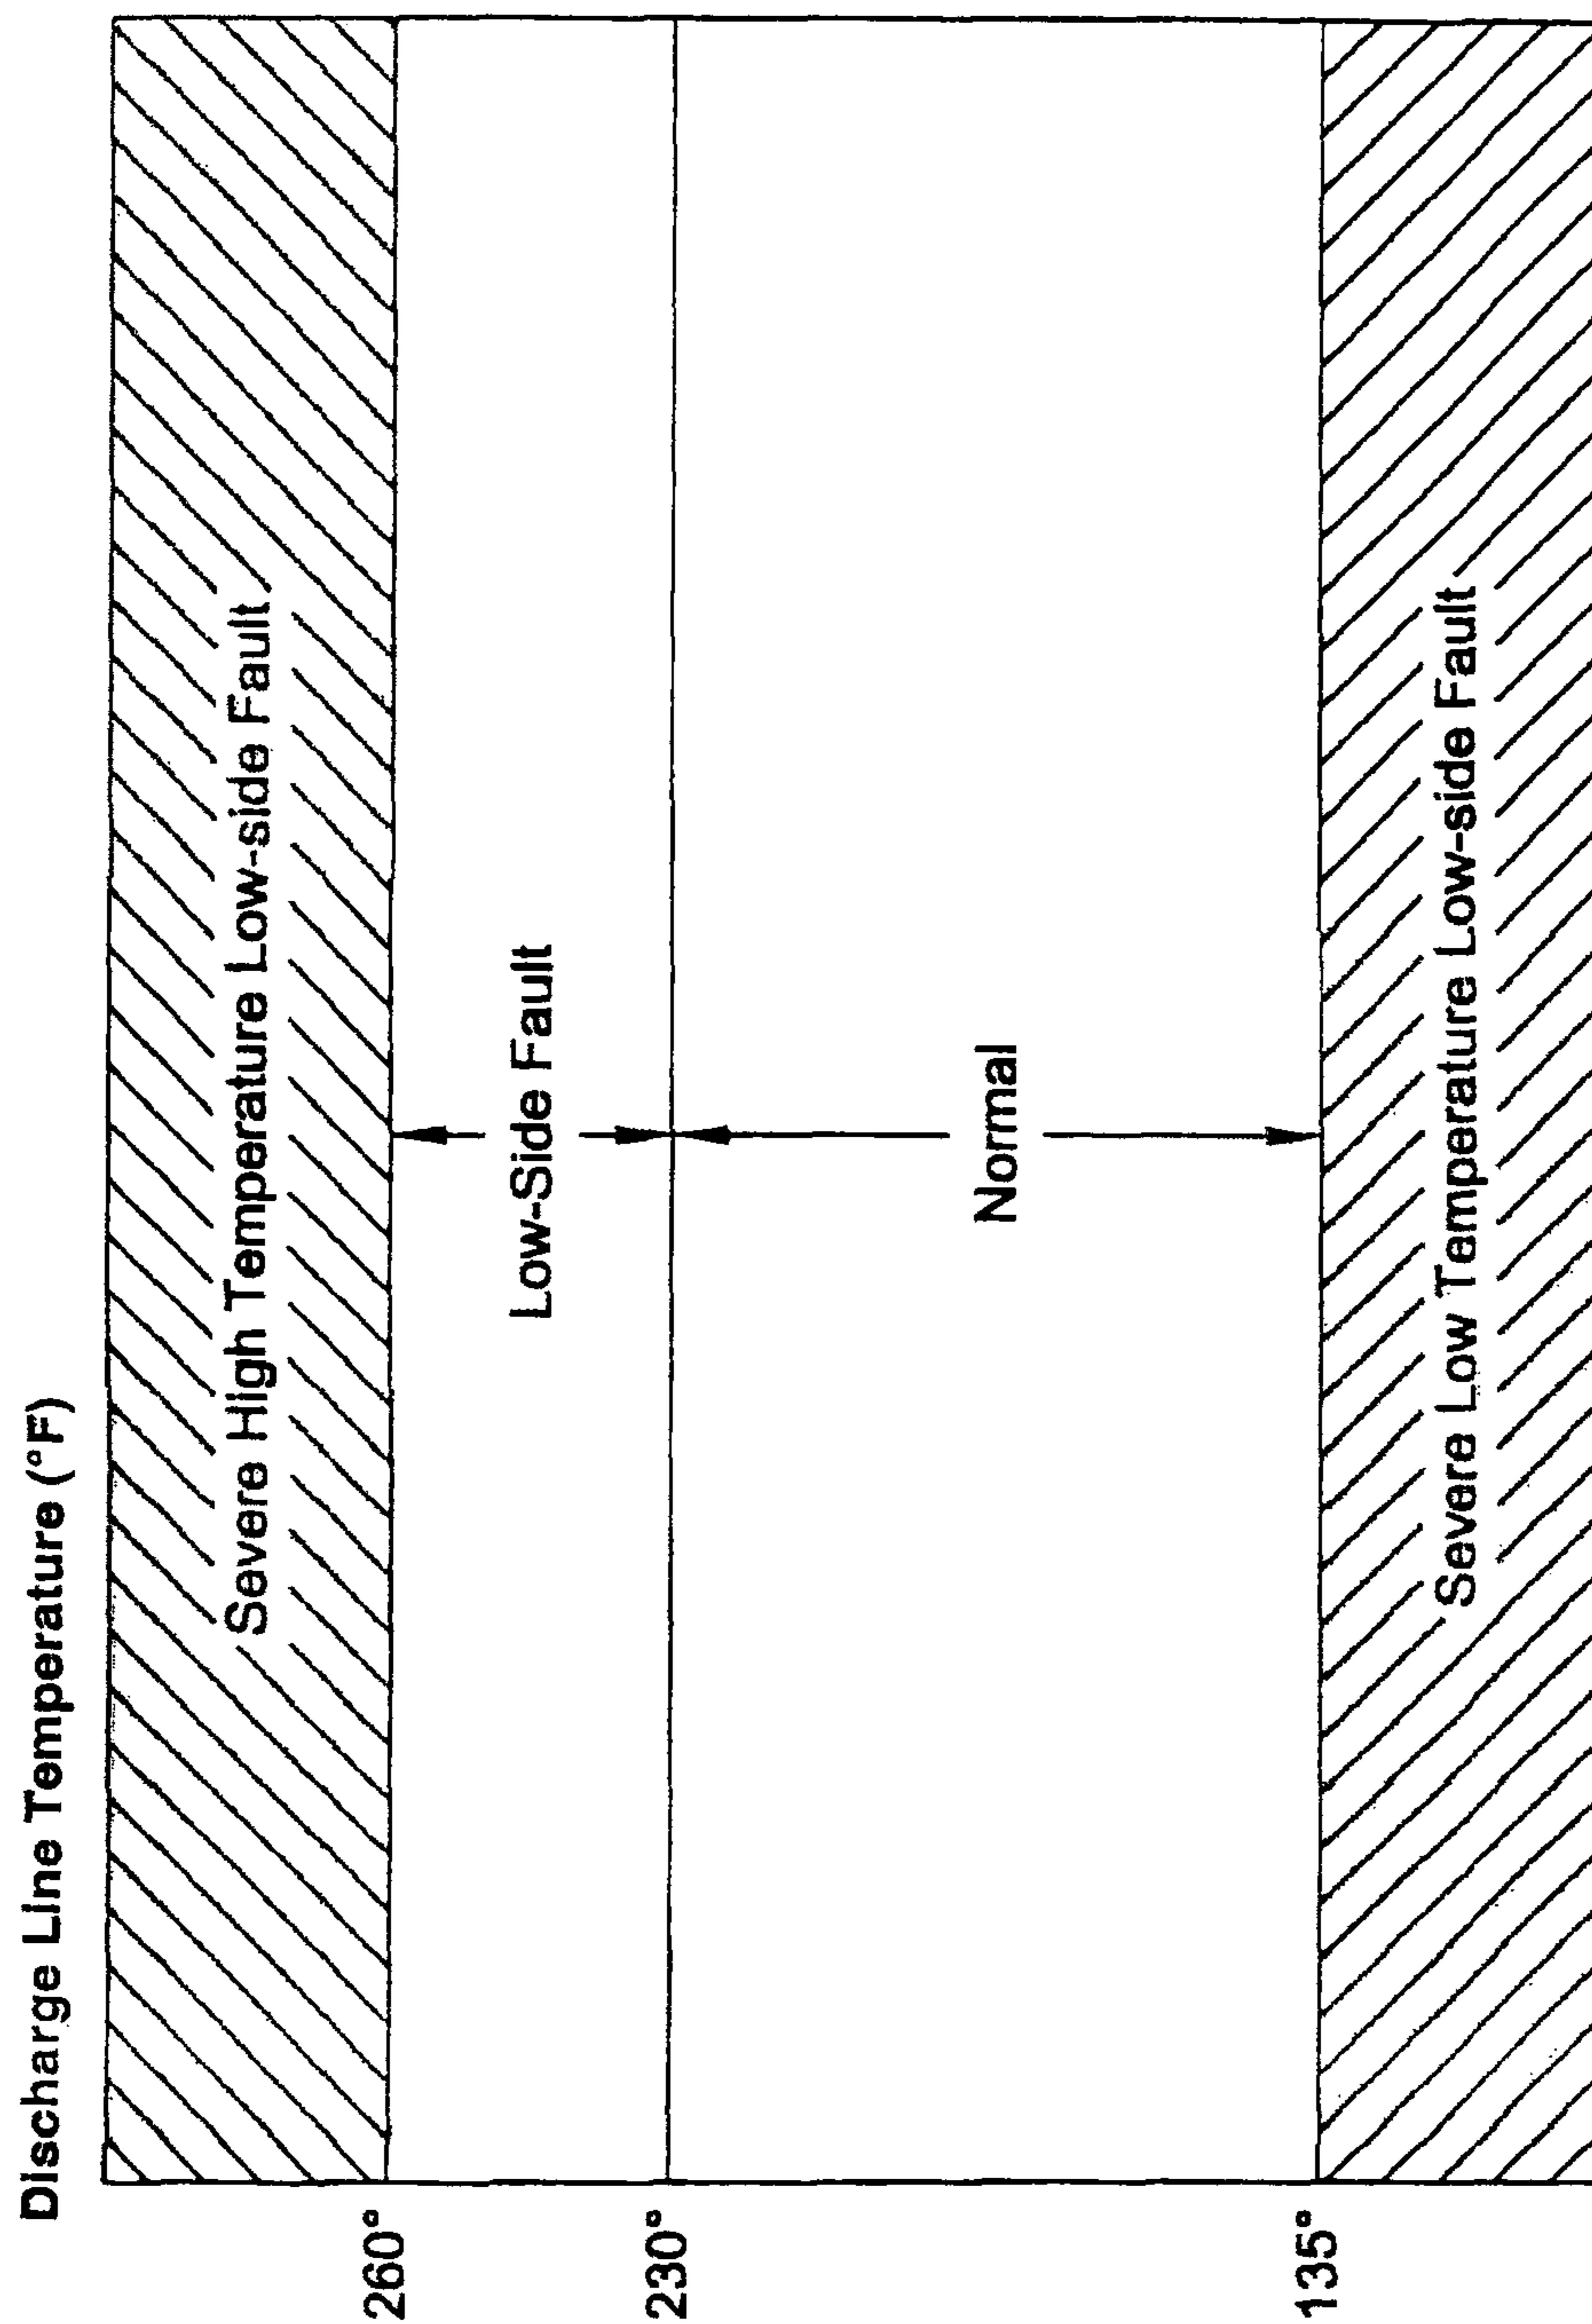 Discharge Line Temperature (°F)
260°
Severe High Temperature Low-side Fault
Low-Side Fault
230°
Normal
135°
Severe Low Temperature Low-side Fault